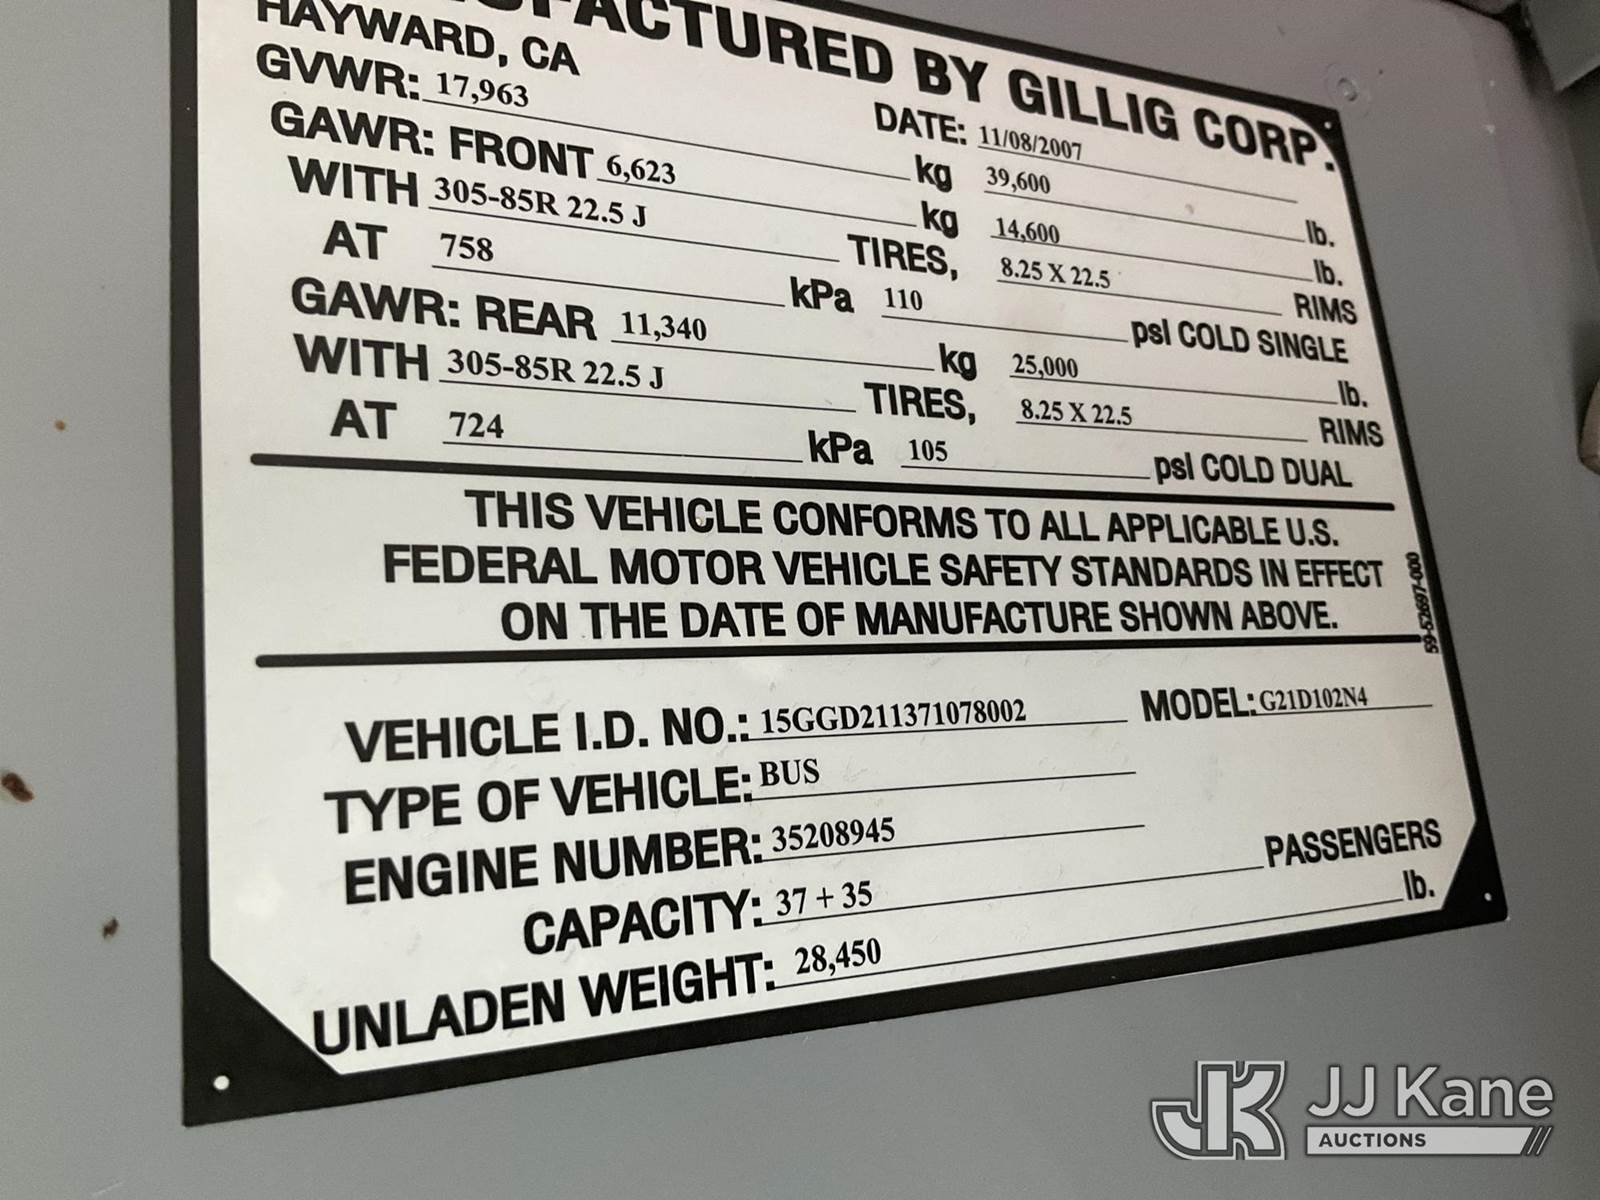 MANUFACTURED BY GILLIG CORP.
HAYWARD, CA DATE: 11/08/2007
GVWR: 17,963 kg 39,600 lb.
GAWR: FRONT 6,623 kg 14,600 lb.
WITH 305-85R 22.5 J TIRES, 8.25 X 22.5 RIMS
AT 758 kPa 110 psI COLD SINGLE
GAWR: REAR 11,340 kg 25,000 lb.
WITH 305-85R 22.5 J TIRES, 8.25 X 22.5 RIMS
AT 724 kPa 105 psI COLD DUAL
THIS VEHICLE CONFORMS TO ALL APPLICABLE U.S.
FEDERAL MOTOR VEHICLE SAFETY STANDARDS IN EFFECT
ON THE DATE OF MANUFACTURE SHOWN ABOVE.
59-52697-000
VEHICLE I.D. NO.: 15GGD211371078002 MODEL: G21D102N4
TYPE OF VEHICLE: BUS
ENGINE NUMBER: 35208945
CAPACITY: 37 + 35 PASSENGERS
UNLADEN WEIGHT: 28,450 lb.
JK JJ Kane
AUCTIONS